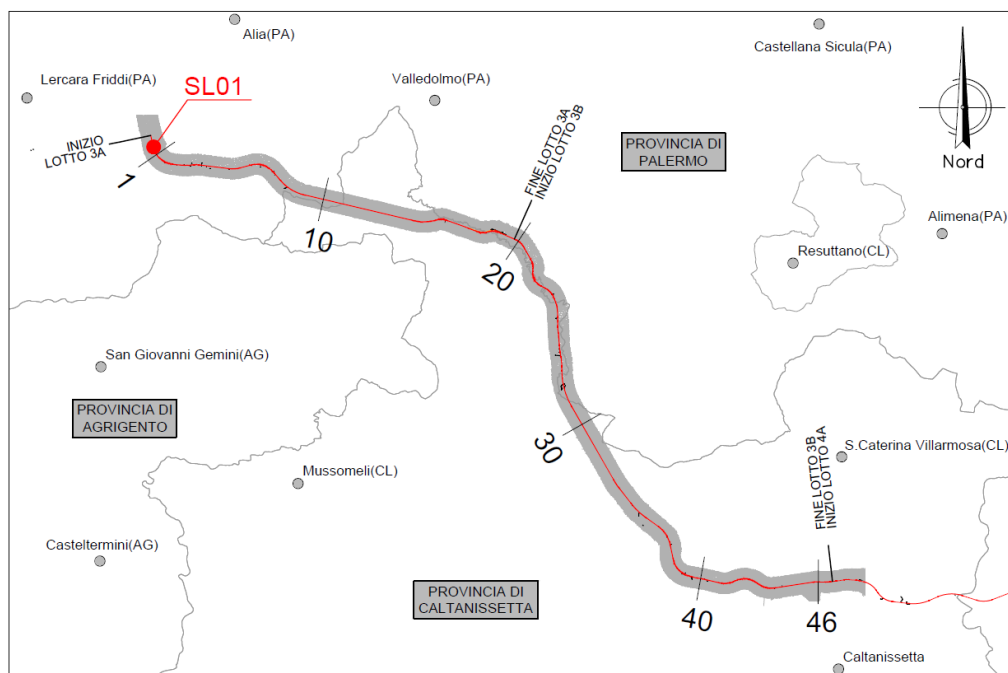 Alia(PA)
Castellana Sicula(PA)
Lercara Friddi(PA)
SL01
Valledolmo(PA)
INIZIO
LOTTO 3A
1
FINE LOTTO 3A
INIZIO LOTTO 3B
PROVINCIA DI
PALERMO
Nord
10
20
Alimena(PA)
Resuttano(CL)
San Giovanni Gemini(AG)
PROVINCIA DI
AGRIGENTO
30
S.Caterina Villarmosa(CL)
Mussomeli(CL)
FINE LOTTO 3B
INIZIO LOTTO 4A
Casteltermini(AG)
PROVINCIA DI
CALTANISSETTA
40
46
Caltanissetta